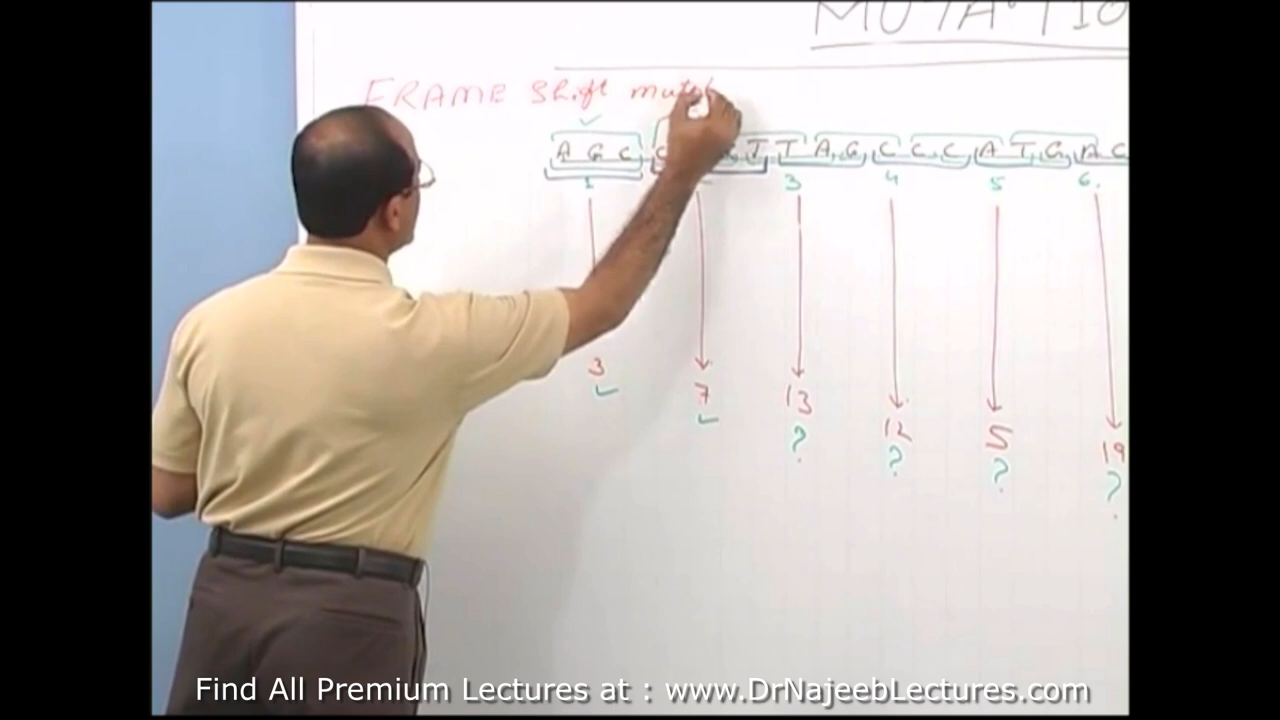 MUTATIO
FRAME Shift mutat
A G C C T T A G C C C A T G A C
1 3 4 5 6.
3 7 13 12 5 19
? ? ? ?
Find All Premium Lectures at : www.DrNajeebLectures.com